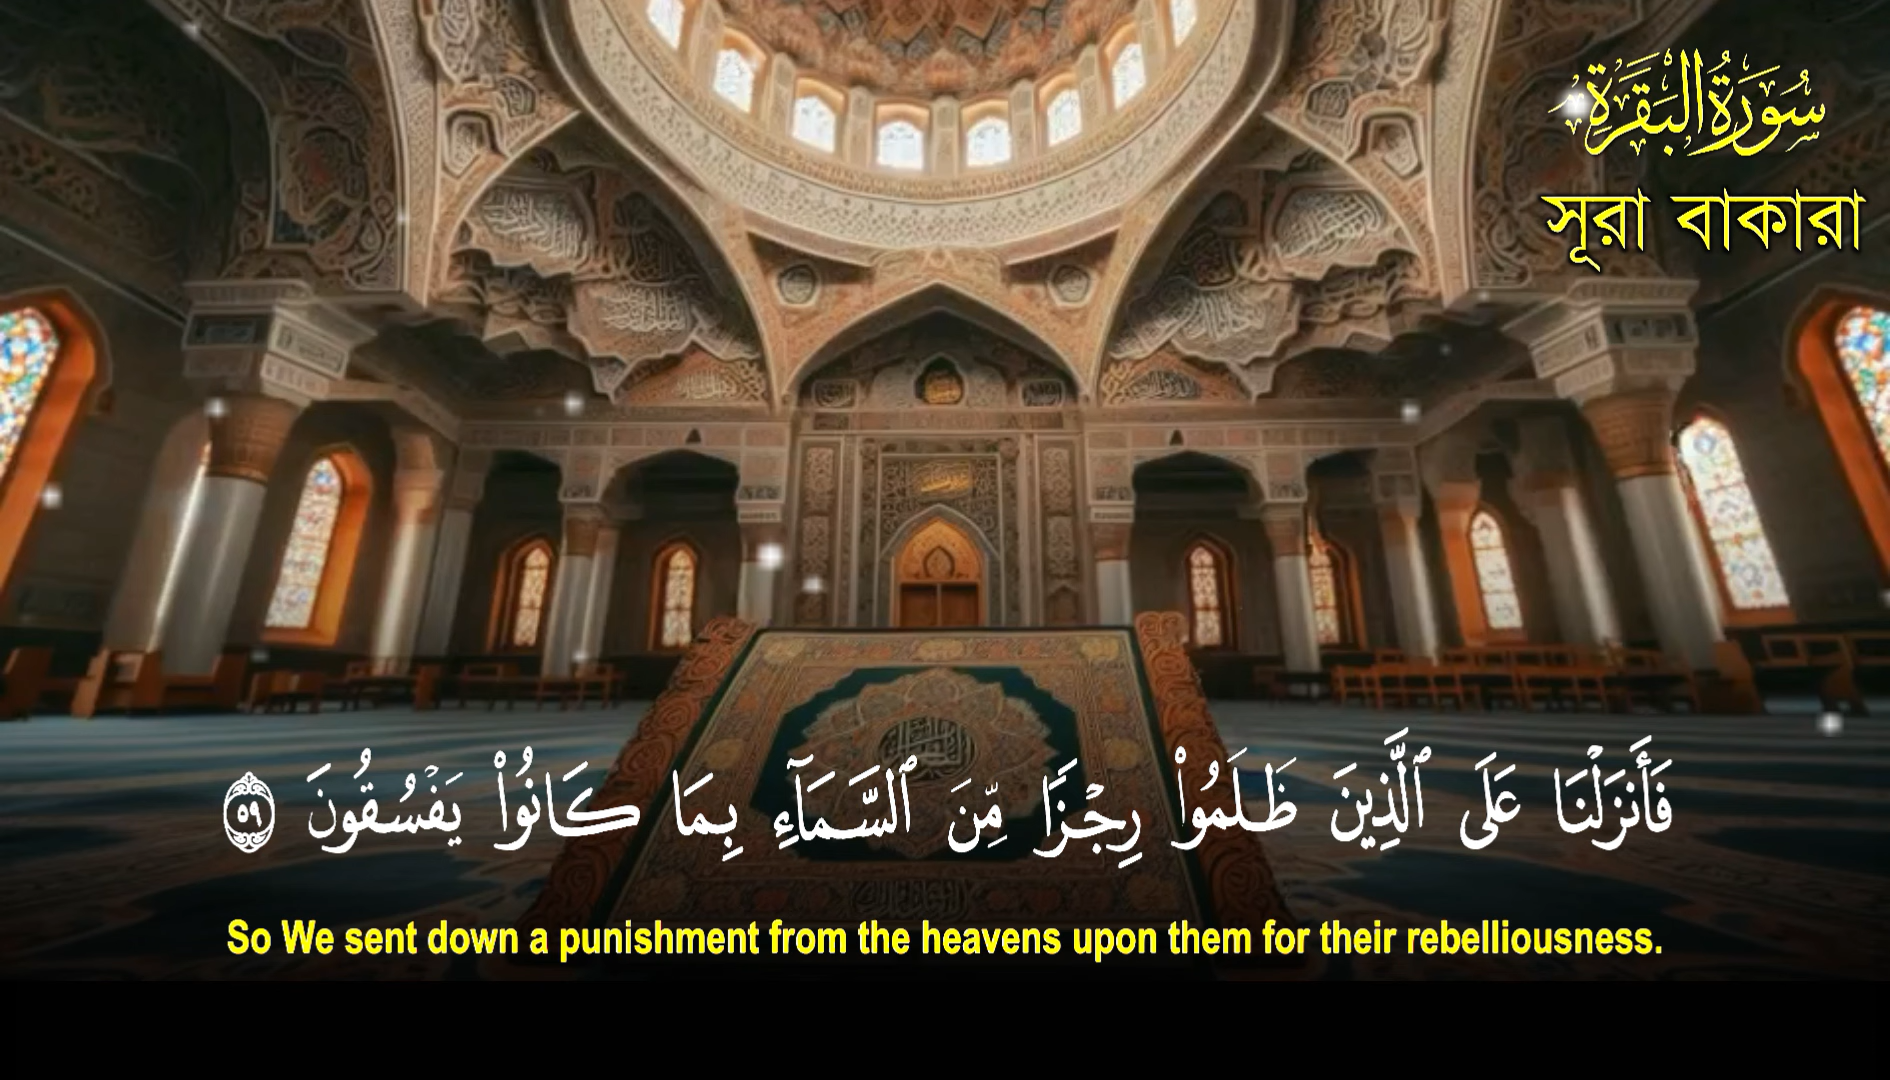 سُورَةُ البَقَرَةِ
সূরা বাকারা
فَأَنزَلْنَا عَلَى ٱلَّذِينَ ظَلَمُوا۟ رِجْزًا مِّنَ ٱلسَّمَآءِ بِمَا كَانُوا۟ يَفْسُقُونَ ٥٩
So We sent down a punishment from the heavens upon them for their rebelliousness.